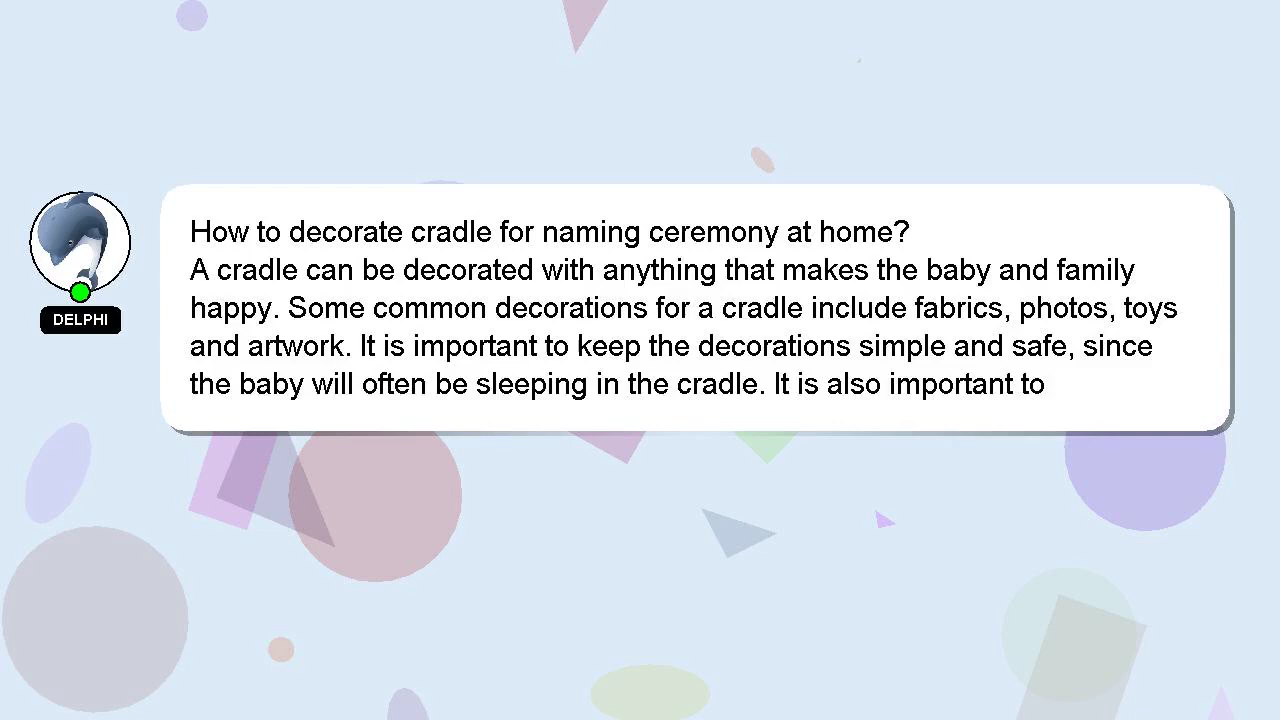 DELPHI
How to decorate cradle for naming ceremony at home?
A cradle can be decorated with anything that makes the baby and family
happy. Some common decorations for a cradle include fabrics, photos, toys
and artwork. It is important to keep the decorations simple and safe, since
the baby will often be sleeping in the cradle. It is also important to